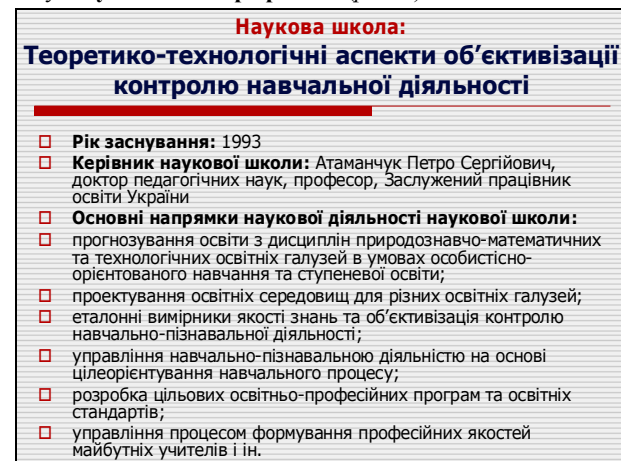 Наукова школа:
Теоретико-технологічні аспекти об’єктивізації
контролю навчальної діяльності
Рік заснування: 1993
Керівник наукової школи: Атаманчук Петро Сергійович,
доктор педагогічних наук, професор, Заслужений працівник
освіти України
Основні напрямки наукової діяльності наукової школи:
прогнозування освіти з дисциплін природознавчо-математичних
та технологічних освітніх галузей в умовах особистісно-
орієнтованого навчання та ступеневої освіти;
проектування освітніх середовищ для різних освітніх галузей;
еталонні вимірники якості знань та об’єктивізація контролю
навчально-пізнавальної діяльності;
управління навчально-пізнавальною діяльністю на основі
цілеорієнтування навчального процесу;
розробка цільових освітньо-професійних програм та освітніх
стандартів;
управління процесом формування професійних якостей
майбутніх учителів і ін.